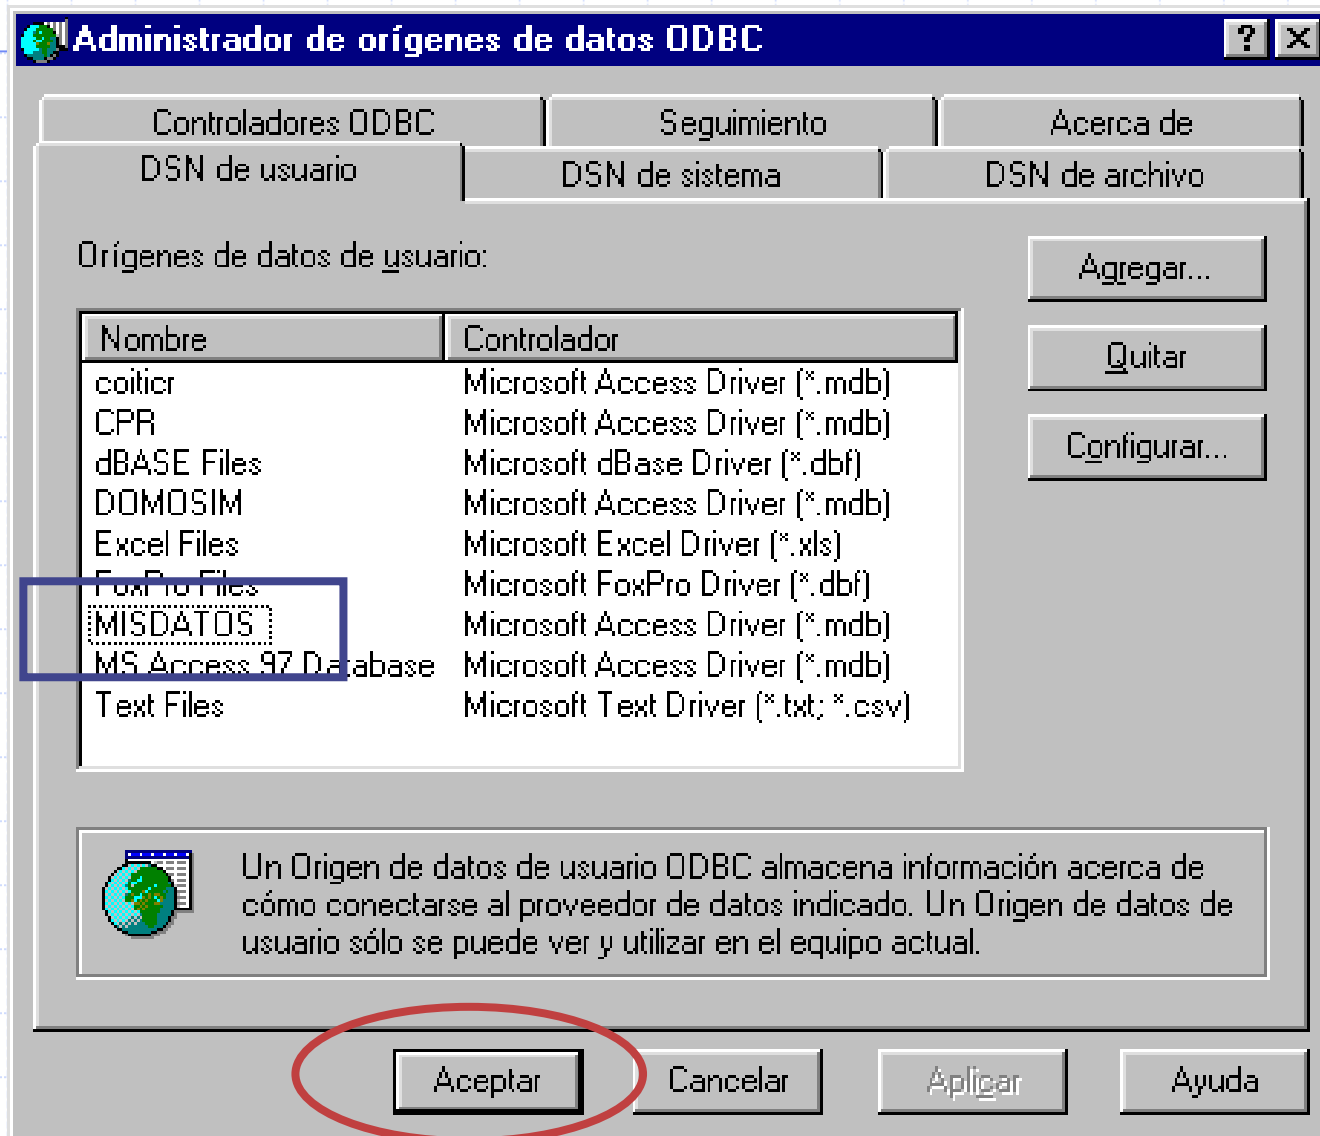 Administrador de orígenes de datos ODBC
Controladores ODBC Seguimiento Acerca de
DSN de usuario DSN de sistema DSN de archivo
Orígenes de datos de usuario:
Agregar...
Quitar
Configurar...
Nombre Controlador
coiticr Microsoft Access Driver (*.mdb)
CPR Microsoft Access Driver (*.mdb)
dBASE Files Microsoft dBase Driver (*.dbf)
DOMOSIM Microsoft Access Driver (*.mdb)
Excel Files Microsoft Excel Driver (*.xls)
FoxPro Files Microsoft FoxPro Driver (*.dbf)
MISDATOS Microsoft Access Driver (*.mdb)
MS Access 97 Database Microsoft Access Driver (*.mdb)
Text Files Microsoft Text Driver (*.txt; *.csv)
Un Origen de datos de usuario ODBC almacena información acerca de
cómo conectarse al proveedor de datos indicado. Un Origen de datos de
usuario sólo se puede ver y utilizar en el equipo actual.
Aceptar Cancelar Aplicar Ayuda